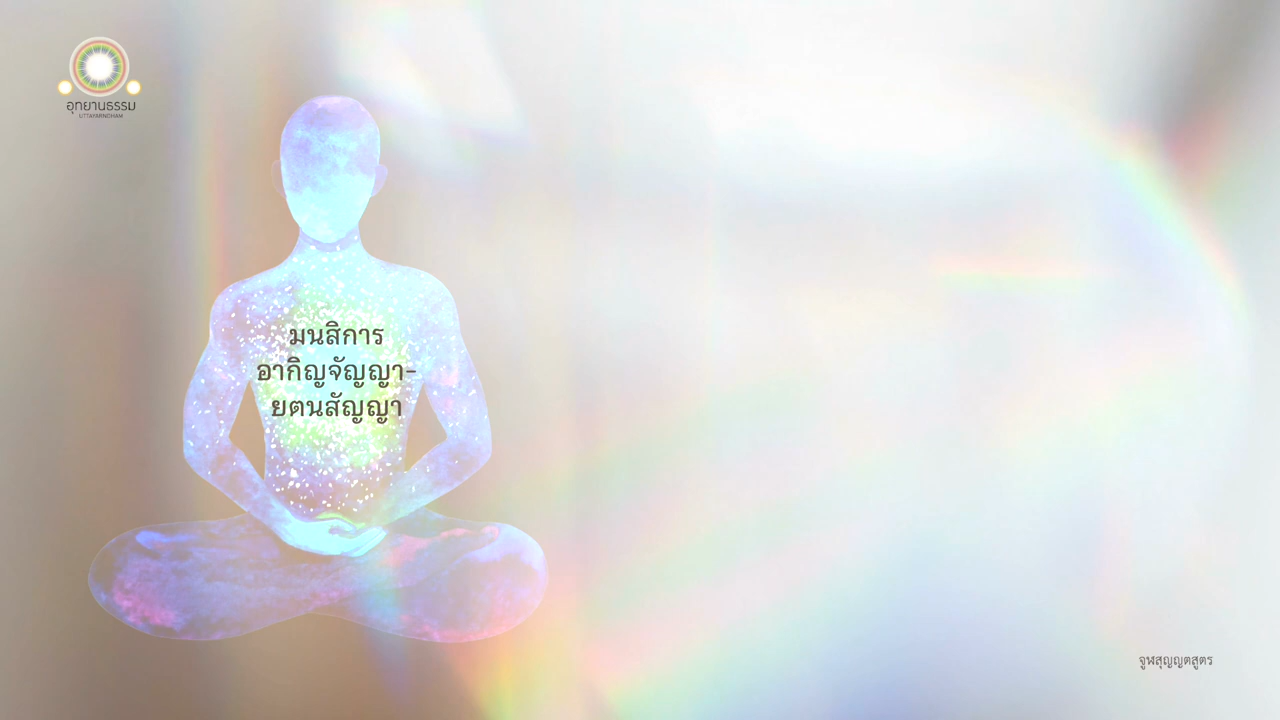 อุทยานธรรม
UTTAYARNDHAM
มนสิการ
อากิญจัญญา-
ยตนสัญญา
จูฬสุญญตสูตร